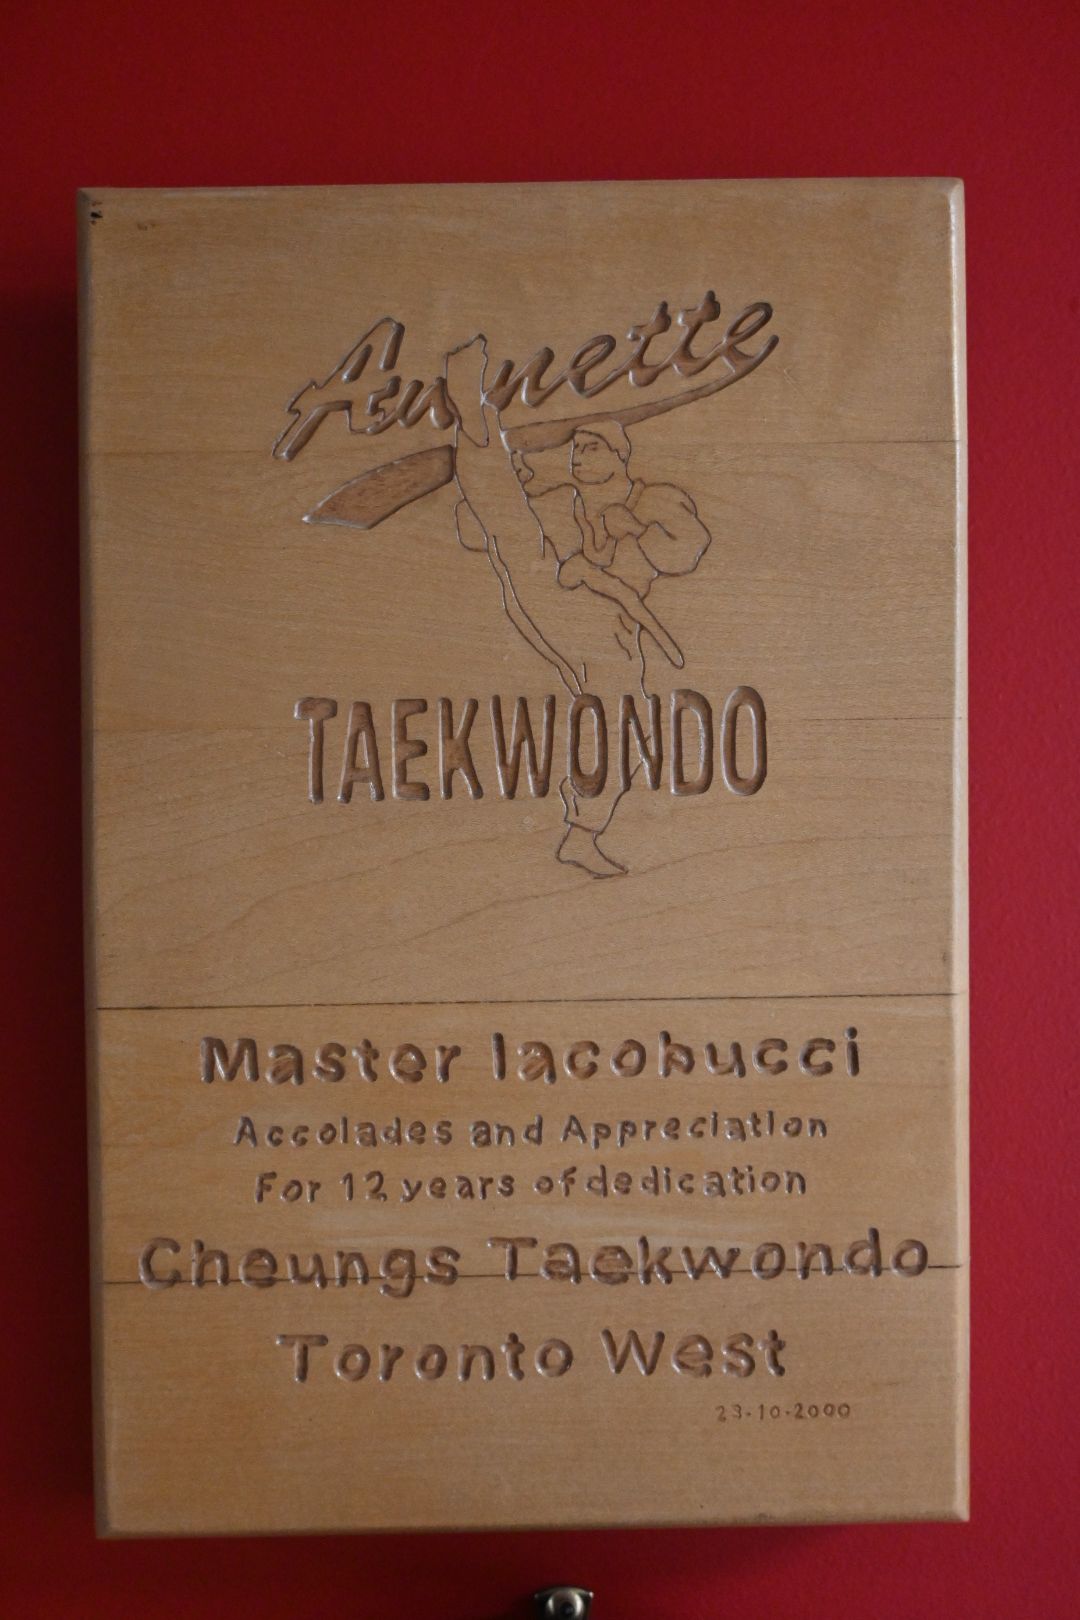 Annette
TAEKWONDO
Master Iacobucci
Accolades and Appreciation
For 12 years of dedication
Cheungs Taekwondo
Toronto West
23-10-2000